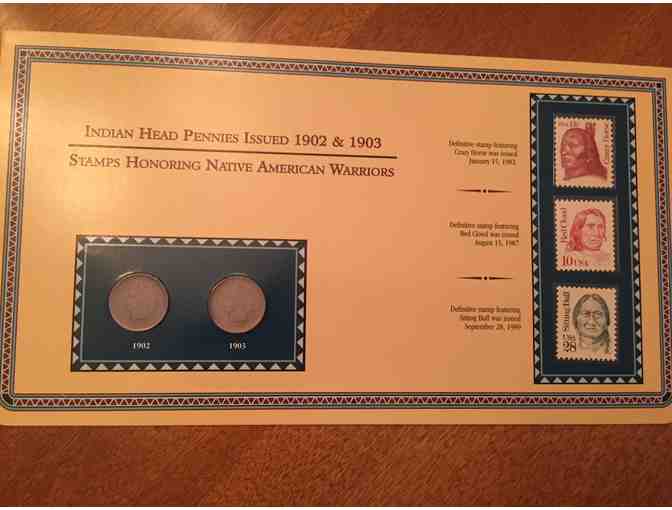 INDIAN HEAD PENNIES ISSUED 1902 & 1903
STAMPS HONORING NATIVE AMERICAN WARRIORS
1902
1903
Definitive stamp featuring
Crazy Horse was issued
January 15, 1982
Definitive stamp featuring
Red Cloud was issued
August 15, 1987
Definitive stamp featuring
Sitting Bull was issued
September 28, 1989
Crazy Horse
Red Cloud
10 USA
Sitting Bull
USA
28